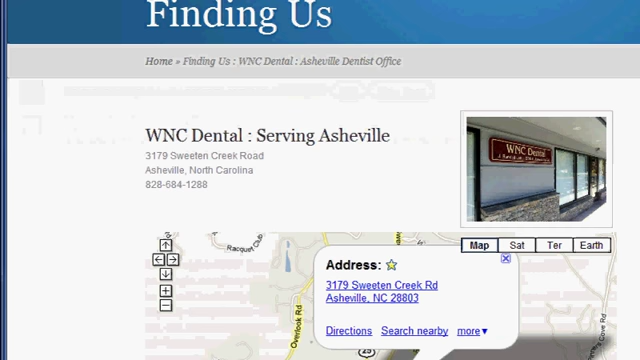 Finding Us
Home » Finding Us : WNC Dental : Asheville Dentist Office
WNC Dental : Serving Asheville
3179 Sweeten Creek Road
Asheville, North Carolina
828-684-1288
WNC Dental
Map Sat Ter Earth
Racquet Club
Address:
3179 Sweeten Creek Rd
Asheville, NC 28803
Overlook Rd
Directions Search nearby more▼
25